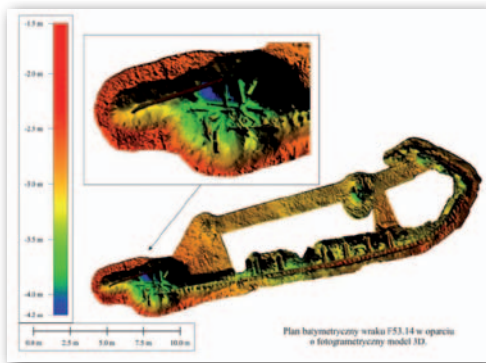 -1.5 m
-2.0 m
-2.5 m
-3.0 m
-3.5 m
-4.0 m
-4.2 m
0 2.5 m 5.0 m 7.5 m 10.0 m
Plan batymetryczny wraku F53.14 w oparciu
o fotogrametryczny model 3D.